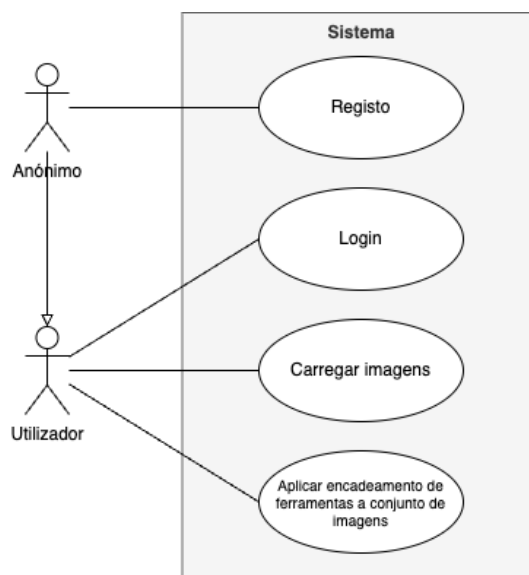 Sistema
Registo
Anónimo
Login
Carregar imagens
Utilizador
Aplicar encadeamento de
ferramentas a conjunto de
imagens